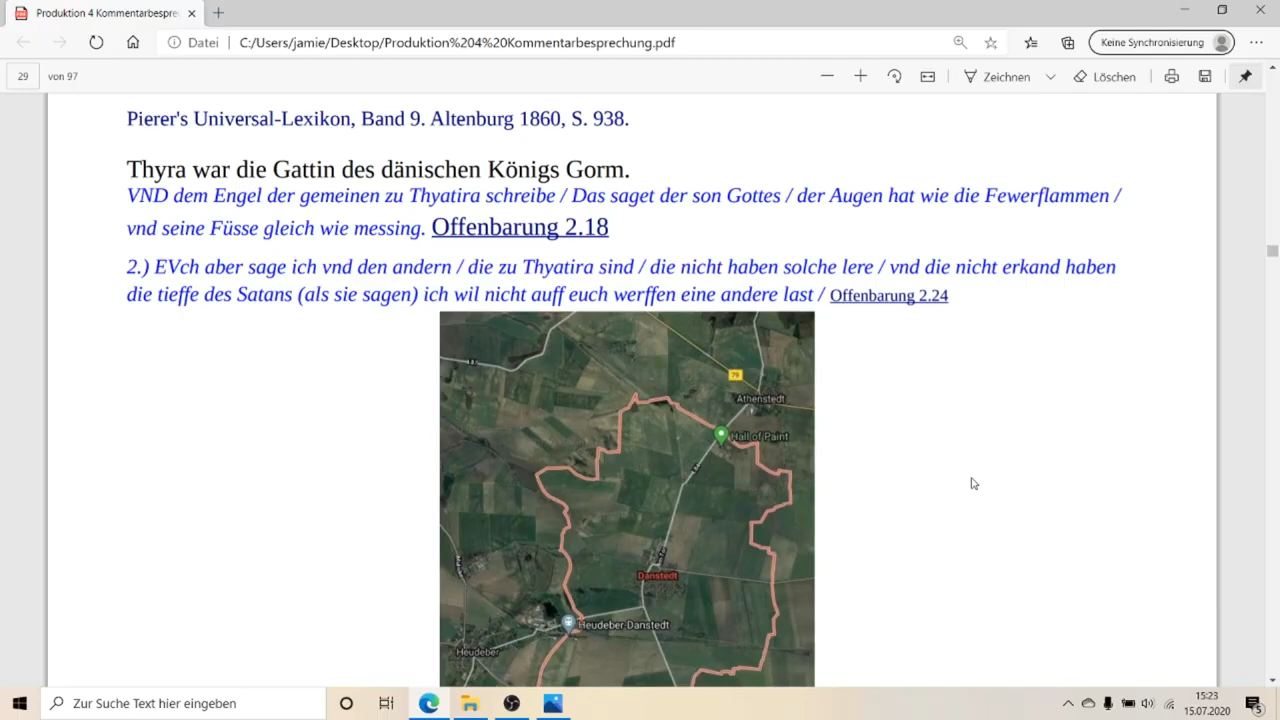 Produktion 4 Kommentarbespre
Datei C:/Users/jamie/Desktop/Produktion%204%20Kommentarbesprechung.pdf
Keine Synchronisierung
29 von 97
Zeichnen
Löschen
Pierer's Universal-Lexikon, Band 9. Altenburg 1860, S. 938.
Thyra war die Gattin des dänischen Königs Gorm.
VND dem Engel der gemeinen zu Thyatira schreibe / Das saget der son Gottes / der Augen hat wie die Fewerflammen /
vnd seine Füsse gleich wie messing. Offenbarung 2.18
2.) EVch aber sage ich vnd den andern / die zu Thyatira sind / die nicht haben solche lere / vnd die nicht erkand haben
die tieffe des Satans (als sie sagen) ich wil nicht auff euch werffen eine andere last / Offenbarung 2.24
79
Athenstedt
Hall of Paint
Danstedt
Heudeber-Danstedt
Heudeber
Zur Suche Text hier eingeben
15:23
15.07.2020
5